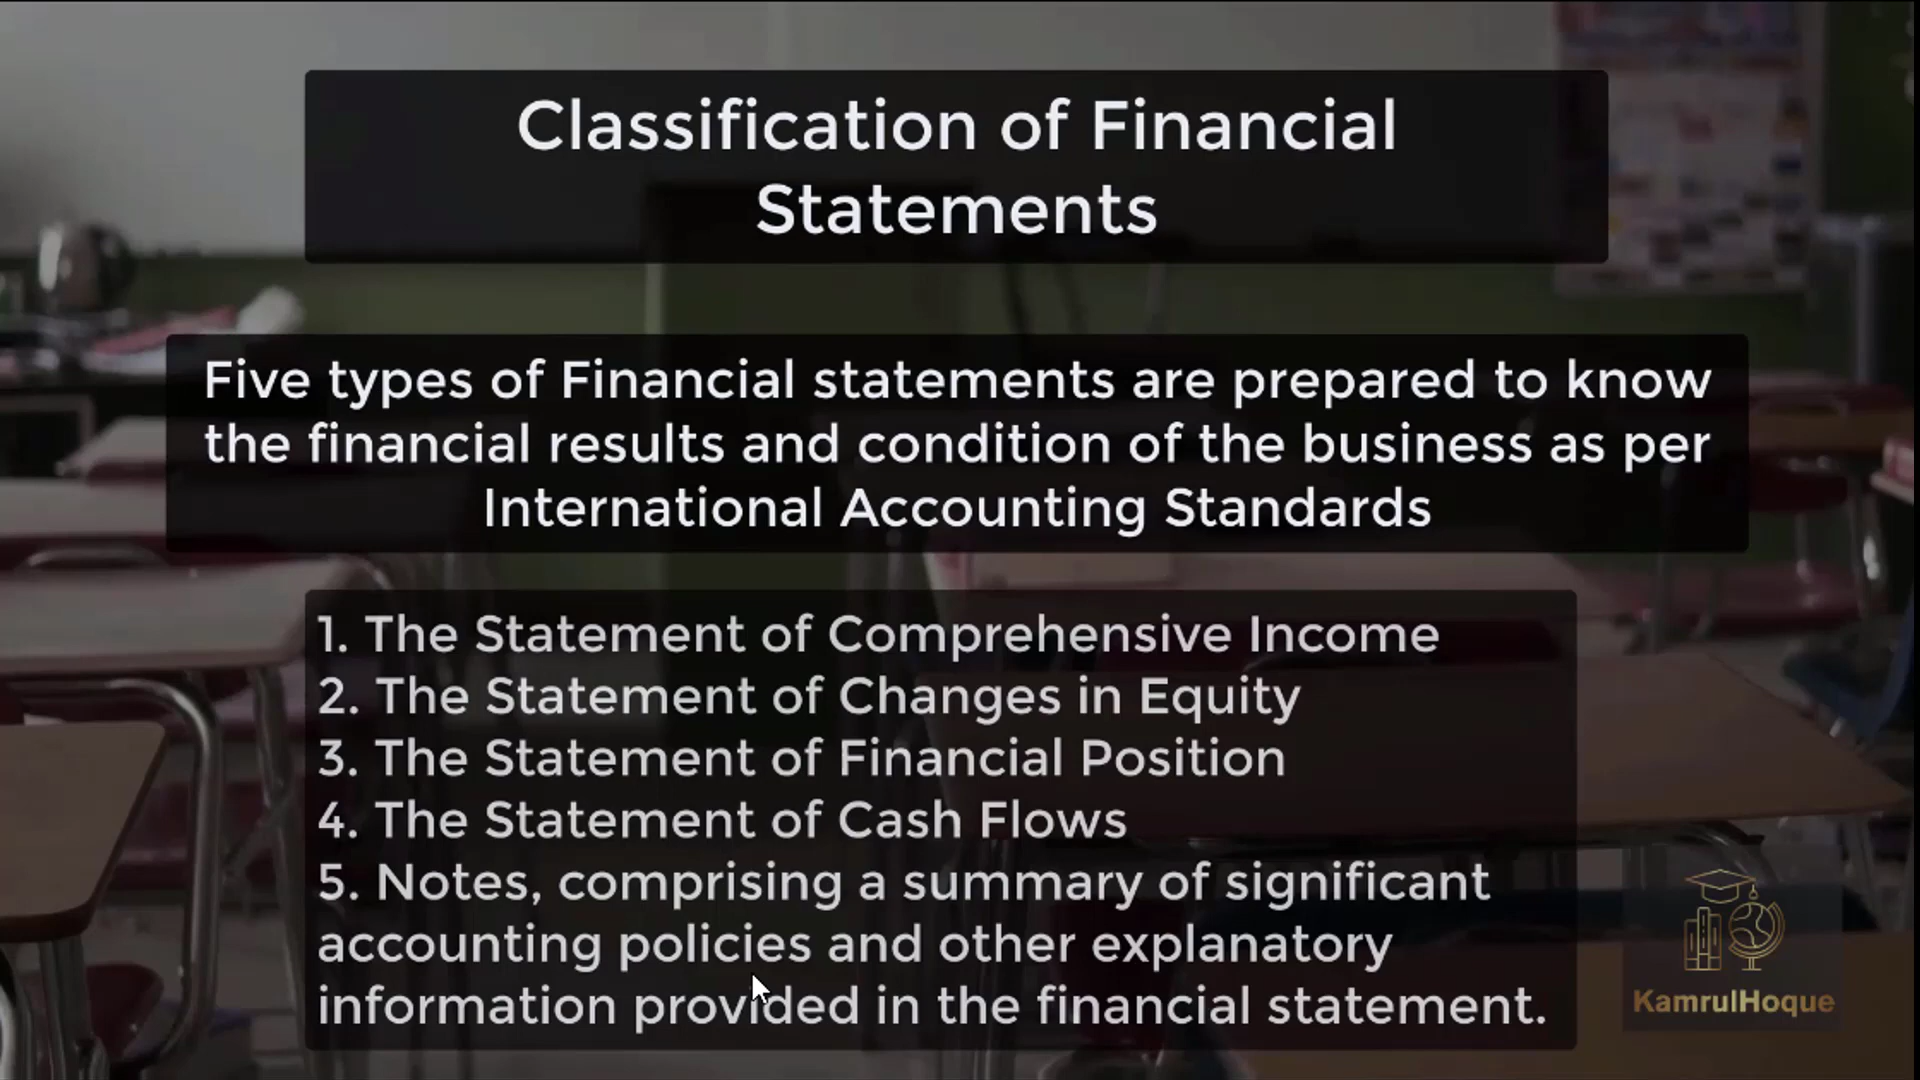 Classification of Financial
Statements
Five types of Financial statements are prepared to know
the financial results and condition of the business as per
International Accounting Standards
1. The Statement of Comprehensive Income
2. The Statement of Changes in Equity
3. The Statement of Financial Position
4. The Statement of Cash Flows
5. Notes, comprising a summary of significant
accounting policies and other explanatory
information provided in the financial statement.
KamrulHoque